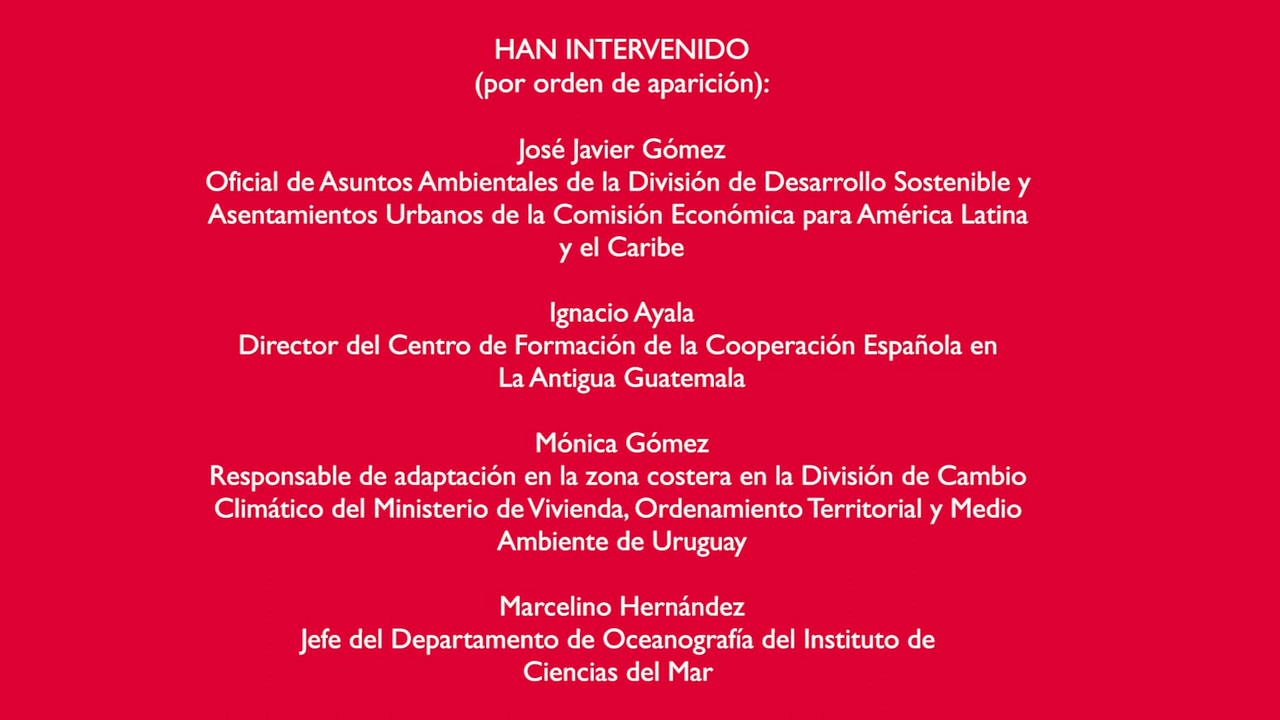 HAN INTERVENIDO
(por orden de aparición):
José Javier Gómez
Oficial de Asuntos Ambientales de la División de Desarrollo Sostenible y
Asentamientos Urbanos de la Comisión Económica para América Latina
y el Caribe
Ignacio Ayala
Director del Centro de Formación de la Cooperación Española en
La Antigua Guatemala
Mónica Gómez
Responsable de adaptación en la zona costera en la División de Cambio
Climático del Ministerio de Vivienda, Ordenamiento Territorial y Medio
Ambiente de Uruguay
Marcelino Hernández
Jefe del Departamento de Oceanografía del Instituto de
Ciencias del Mar